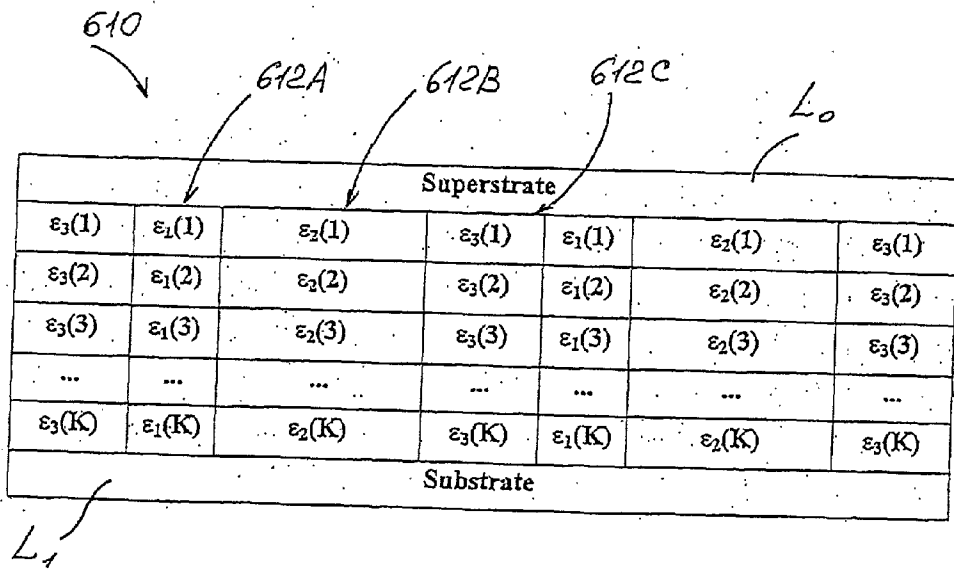 610
612A 612B 612C L₀
Superstrate
ε₃(1) ε₁(1) ε₂(1) ε₃(1) ε₁(1) ε₂(1) ε₃(1)
ε₃(2) ε₁(2) ε₂(2) ε₃(2) ε₁(2) ε₂(2) ε₃(2)
ε₃(3) ε₁(3) ε₂(3) ε₃(3) ε₁(3) ε₂(3) ε₃(3)
... ... ... ... ... ... ...
ε₃(K) ε₁(K) ε₂(K) ε₃(K) ε₁(K) ε₂(K) ε₃(K)
Substrate
L₁